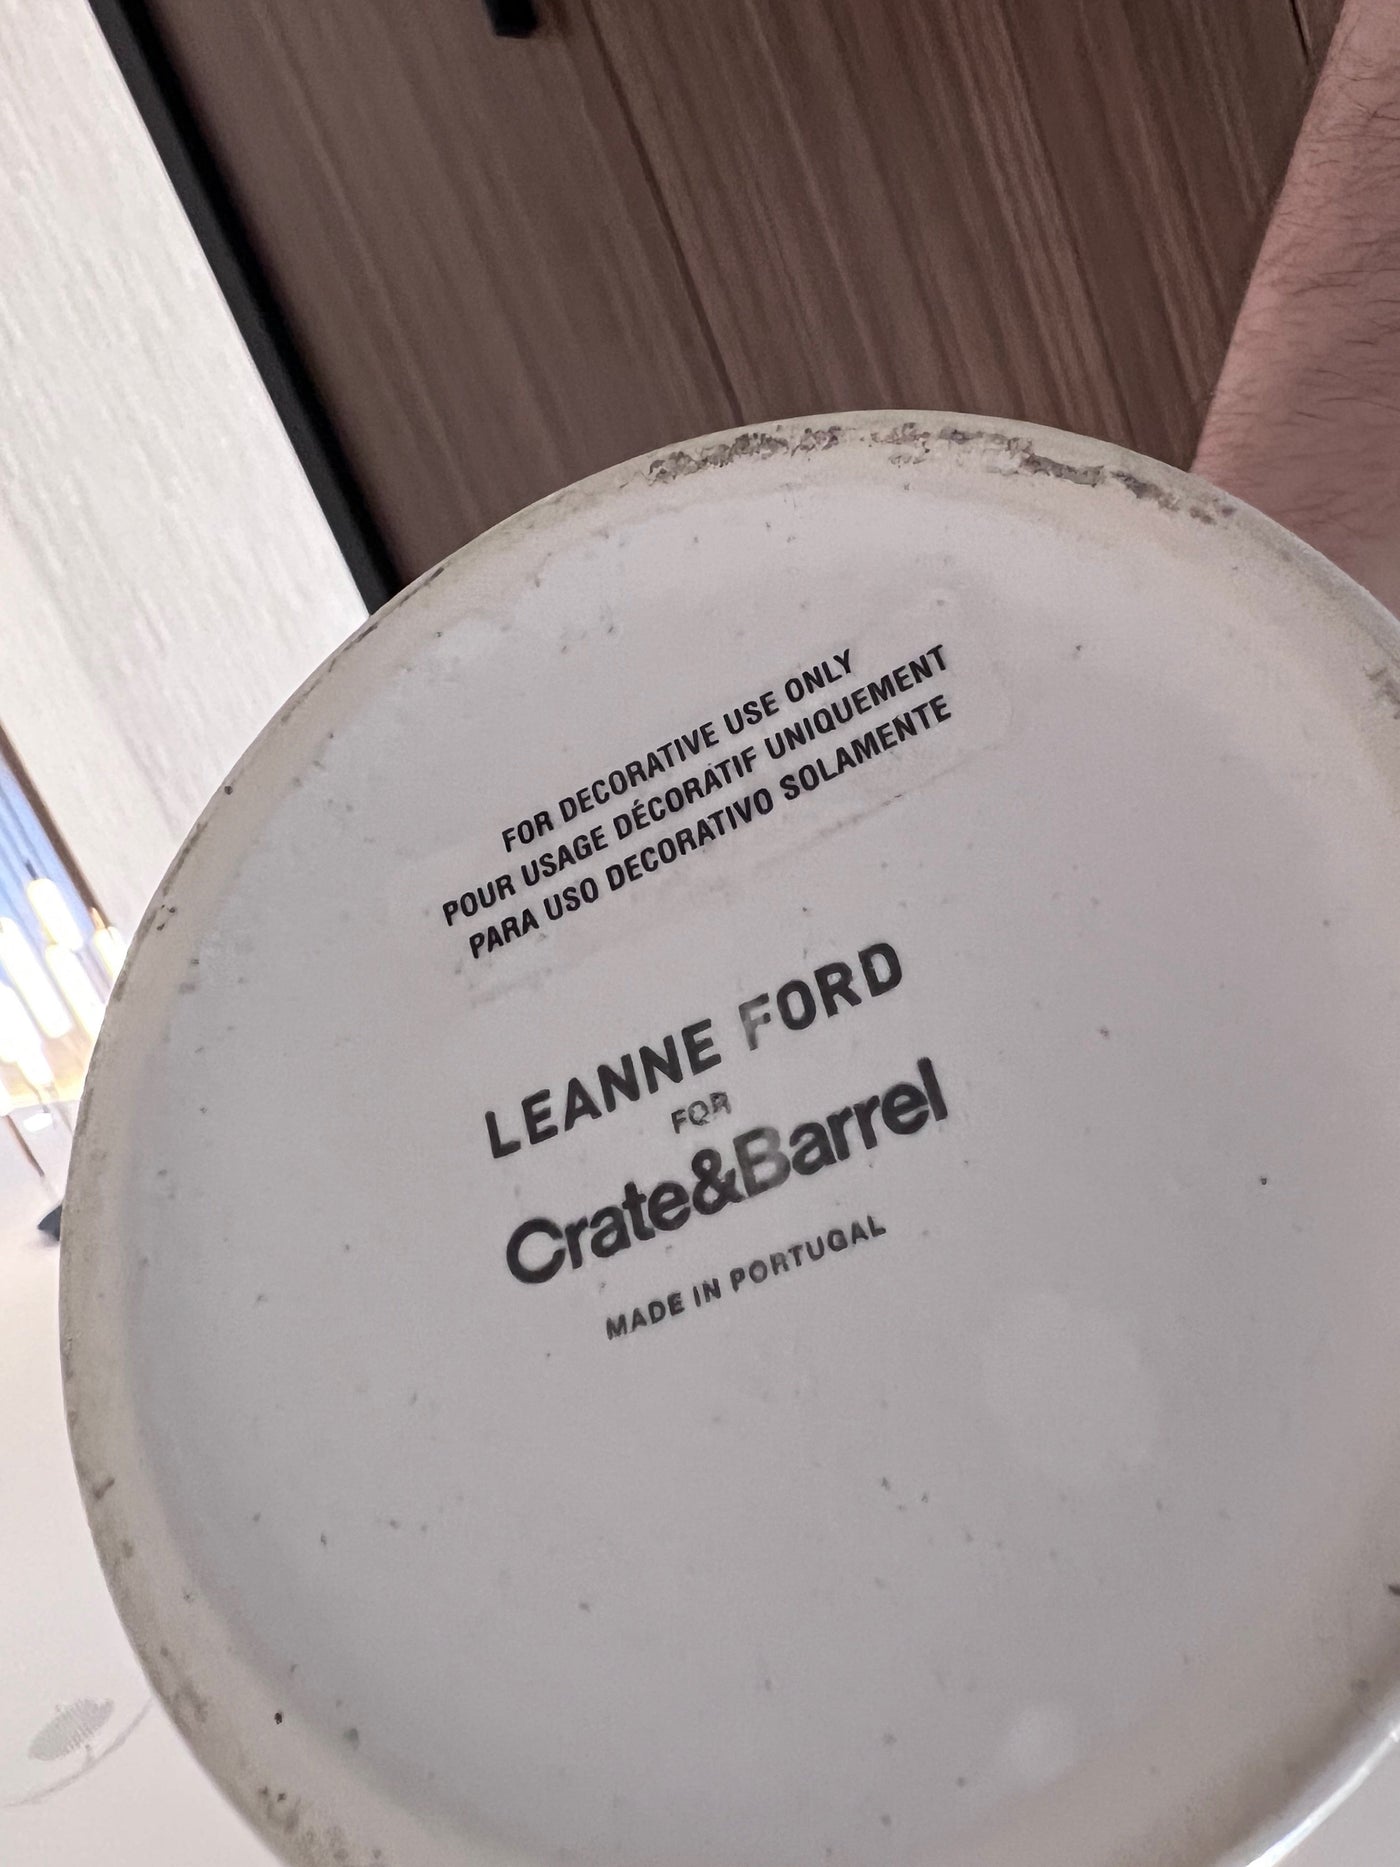 FOR DECORATIVE USE ONLY
POUR USAGE DÉCORATIF UNIQUEMENT
PARA USO DECORATIVO SOLAMENTE
LEANNE FORD
FOR
Crate&Barrel
MADE IN PORTUGAL